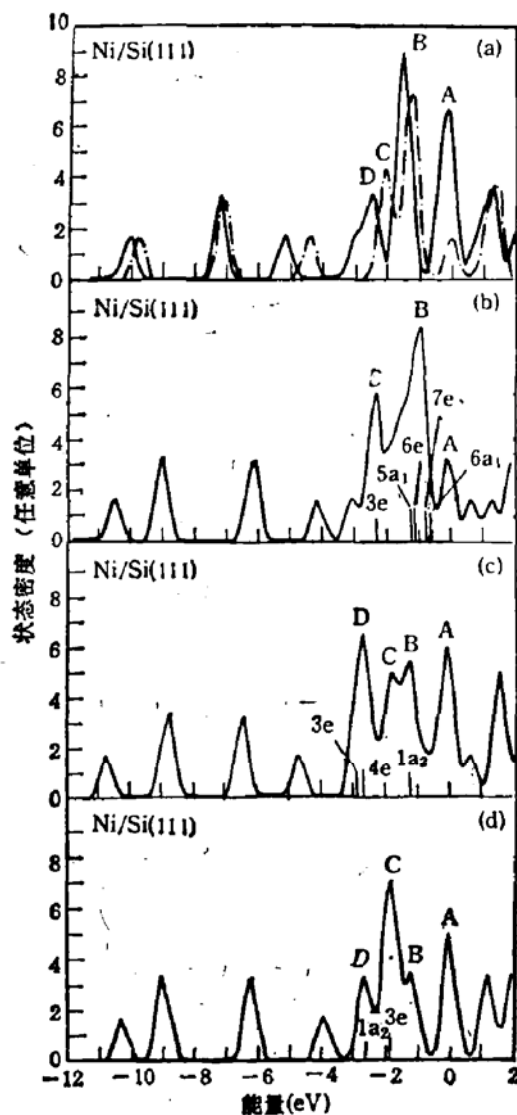 10
Ni/Si(111)
(a)
B
A
C
D
8
6
4
2
0
Ni/Si(111)
(b)
B
7e
6e
A
6a₁
5a₁
3e
8
6
4
2
0
Ni/Si(111)
(c)
D
C
B
A
3e
4e
1a₂
8
6
4
2
0
Ni/Si(111)
(d)
C
A
D
B
1a₂
3e
8
6
4
2
0
状态密度(任意单位)
-12 -10 -8 -6 -4 -2 0 2
能量(eV)